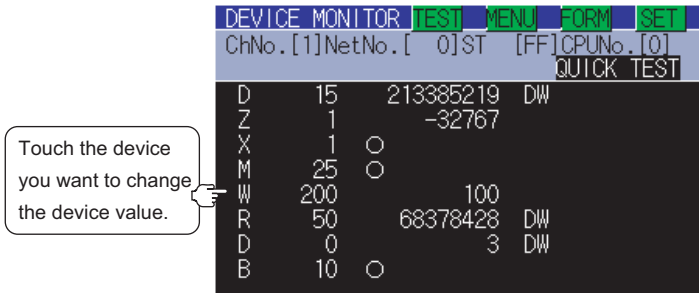 DEVICE MONITOR TEST MENU FORM SET
ChNo.[1]NetNo.[ 0]ST [FF]CPUNo.[0]
QUICK TEST
D 15 213385219 DW
Z 1 -32767
X 1 ○
M 25 ○
W 200 100
R 50 68378428 DW
D 0 3 DW
B 10 ○
Touch the device
you want to change
the device value.